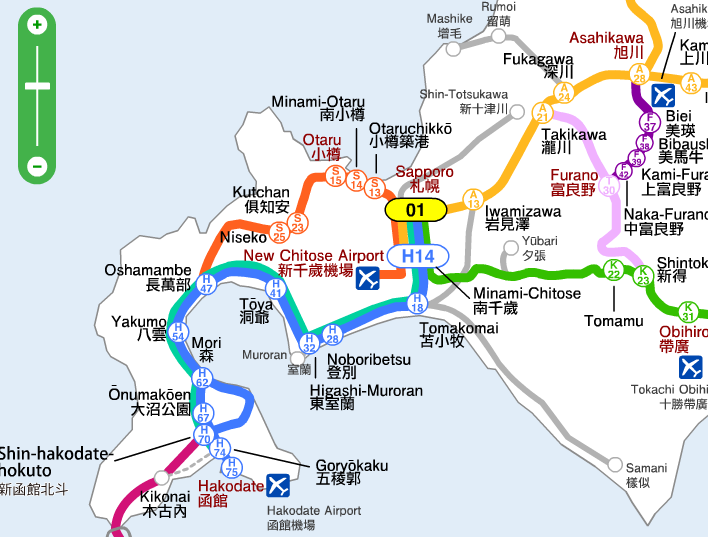 Rumoi
留萌
Mashike
増毛
Asahik
旭川機
Asahikawa
旭川
A
28
Kam
上川
A
43
Fukagawa
深川
A
24
Shin-Totsukawa
新十津川
A
21
Takikawa
滝川
Biei
美瑛
F
37
Bibaus
美馬牛
F
38
F
39
Kami-Fura
上富良野
F
42
Furano
富良野
30
Naka-Furano
中富良野
Minami-Otaru
南小樽
Otaruchikkō
小樽築港
Otaru
小樽
S
15
S
14
S
13
Sapporo
札幌
01
A
13
Iwamizawa
岩見澤
Kutchan
俱知安
S
23
Niseko
S
25
New Chitose Airport
新千歳機場
H14
Yūbari
夕張
Minami-Chitose
南千歳
K
22
K
23
Shintok
新得
Tomamu
K
31
Obihiro
帶廣
Tokachi Obihi
十勝帶廣
Oshamambe
長萬部
H
47
H
41
Tōya
洞爺
H
18
Tomakomai
苫小牧
Yakumo
八雲
H
54
Mori
森
H
32
H
28
Muroran
室蘭
Noboribetsu
登別
Higashi-Muroran
東室蘭
H
62
Ōnumakōen
大沼公園
H
67
H
70
H
74
H
75
Shin-hakodate-
hokuto
新函館北斗
Goryōkaku
五稜郭
Kikonai
木古內
Hakodate
函館
Hakodate Airport
函館機場
Samani
樣似